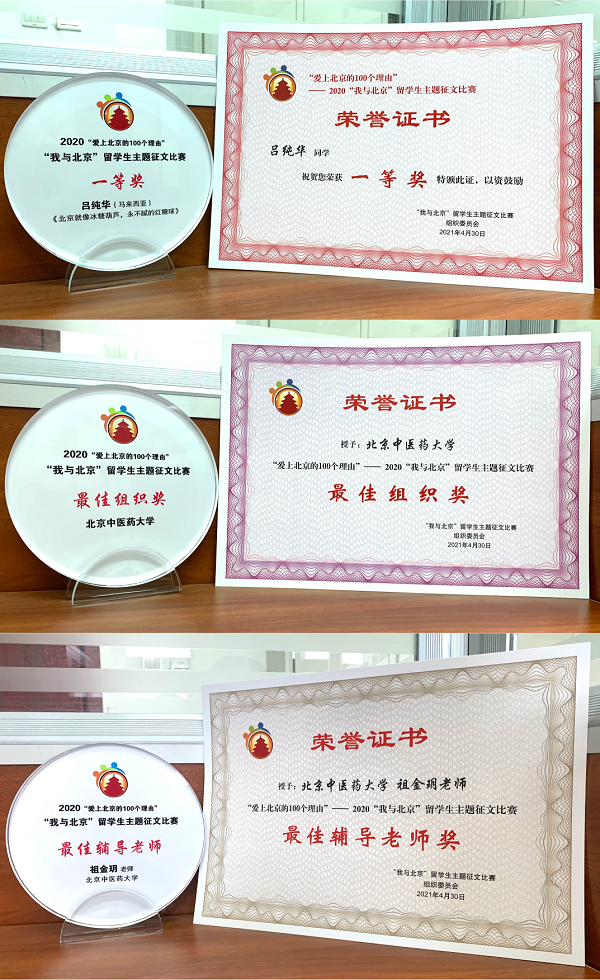 2020 “爱上北京的100个理由”
“我与北京”留学生主题征文比赛
一等奖
吕纯华（马来西亚）
《北京就像冰糖葫芦，永不腻的红糖球》
“爱上北京的100个理由”
—— 2020“我与北京”留学生主题征文比赛
荣誉证书
吕纯华 同学
祝贺您荣获 一等奖 特颁此证，以资鼓励
“我与北京”留学生主题征文比赛
组织委员会
2021年4月30日
2020 “爱上北京的100个理由”
“我与北京”留学生主题征文比赛
最佳组织奖
北京中医药大学
荣誉证书
授予：北京中医药大学
“爱上北京的100个理由”—— 2020“我与北京”留学生主题征文比赛
最佳组织奖
“我与北京”留学生主题征文比赛
组织委员会
2021年4月30日
2020 “爱上北京的100个理由”
“我与北京”留学生主题征文比赛
最佳辅导老师
祖金玥 老师
北京中医药大学
荣誉证书
授予：北京中医药大学 祖金玥老师
“爱上北京的100个理由”—— 2020“我与北京”留学生主题征文比赛
最佳辅导老师奖
“我与北京”留学生主题征文比赛
组织委员会
2021年4月30日